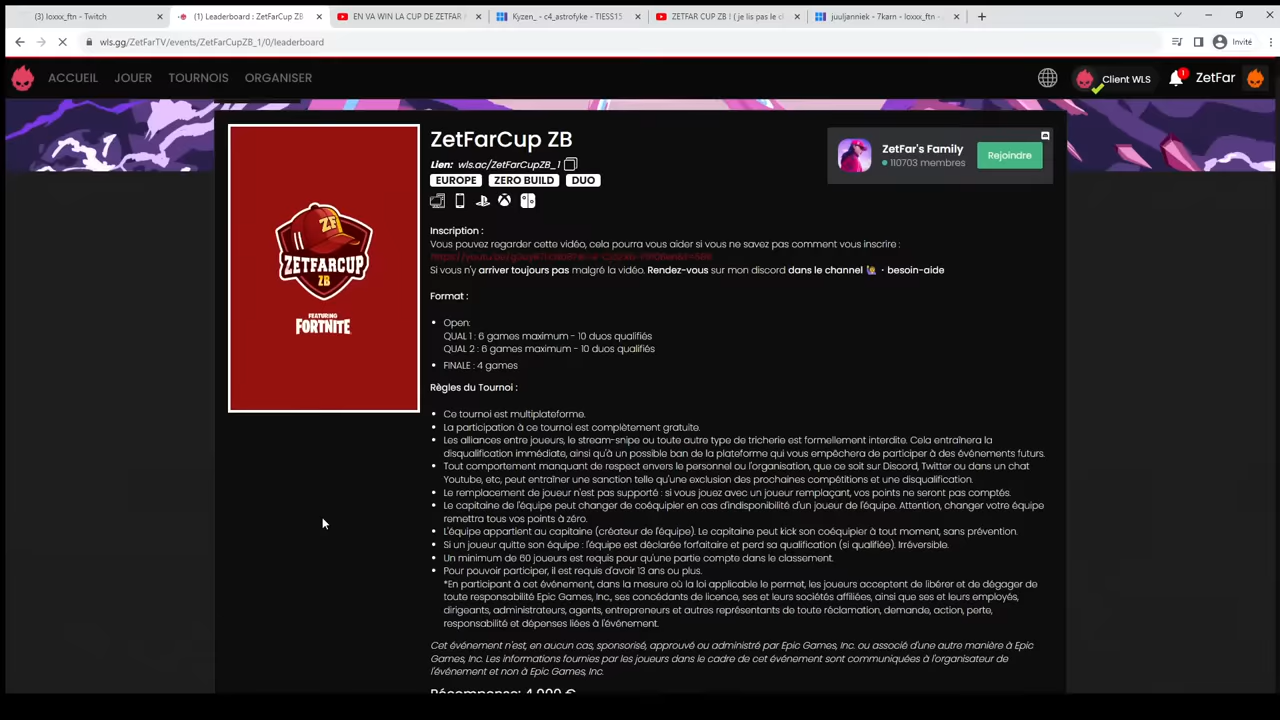 (3) loxxx_ftn - Twitch
(1) Leaderboard : ZetFarCup ZB
EN VA WIN LA CUP DE ZETFAR
Kyzen_ - c4_astrofyke - TIESS15
ZETFAR CUP ZB ! ( je lis pas le c
juuljanniek - 7karn - loxxx_ftn -
wls.gg/ZetFarTV/events/ZetFarCupZB_1/0/leaderboard
Invité
ACCUEIL JOUER TOURNOIS ORGANISER
Client WLS
1
ZetFar
ZetFarCup ZB
Lien: wls.ac/ZetFarCupZB_1
EUROPE ZERO BUILD DUO
ZetFar's Family
110703 membres
Rejoindre
ZF
ZETFARCUP
ZB
FEATURING
FORTNITE
Inscription :
Vous pouvez regarder cette vidéo, cela pourra vous aider si vous ne savez pas comment vous inscrire :
Si vous n'y arriver toujours pas malgré la vidéo. Rendez-vous sur mon discord dans le channel 🙋 • besoin-aide
Format :
• Open:
QUAL 1 : 6 games maximum - 10 duos qualifiés
QUAL 2 : 6 games maximum - 10 duos qualifiés
• FINALE : 4 games
Règles du Tournoi :
• Ce tournoi est multiplateforme.
• La participation à ce tournoi est complètement gratuite.
• Les alliances entre joueurs, le stream-snipe ou toute autre type de tricherie est formellement interdite. Cela entraînera la
disqualification immédiate, ainsi qu'à un possible ban de la plateforme qui vous empêchera de participer à des événements futurs.
• Tout comportement manquant de respect envers le personnel ou l'organisation, que ce soit sur Discord, Twitter ou dans un chat
Youtube, etc, peut entraîner une sanction telle qu'une exclusion des prochaines compétitions et une disqualification.
• Le remplacement de joueur n'est pas supporté : si vous jouez avec un joueur remplaçant, vos points ne seront pas comptés.
• Le capitaine de l'équipe peut changer de coéquipier en cas d'indisponibilité d'un joueur de l'équipe. Attention, changer votre équipe
remettra tous vos points à zéro.
• L'équipe appartient au capitaine (créateur de l'équipe). Le capitaine peut kick son coéquipier à tout moment, sans prévention.
• Si un joueur quitte son équipe : l'équipe est déclarée forfaitaire et perd sa qualification (si qualifiée). Irréversible.
• Un minimum de 60 joueurs est requis pour qu'une partie compte dans le classement.
• Pour pouvoir participer, il est requis d'avoir 13 ans ou plus.
*En participant à cet événement, dans la mesure où la loi applicable le permet, les joueurs acceptent de libérer et de dégager de
toute responsabilité Epic Games, Inc., ses concédants de licence, ses et leurs sociétés affiliées, ainsi que ses et leurs employés,
dirigeants, administrateurs, agents, entrepreneurs et autres représentants de toute réclamation, demande, action, perte,
responsabilité et dépenses liées à l'événement.
Cet événement n'est, en aucun cas, sponsorisé, approuvé ou administré par Epic Games, Inc. ou associé d'une autre manière à Epic
Games, Inc. Les informations fournies par les joueurs dans le cadre de cet événement sont communiquées à l'organisateur de
l'événement et non à Epic Games, Inc.
Récompense: 4 000 €